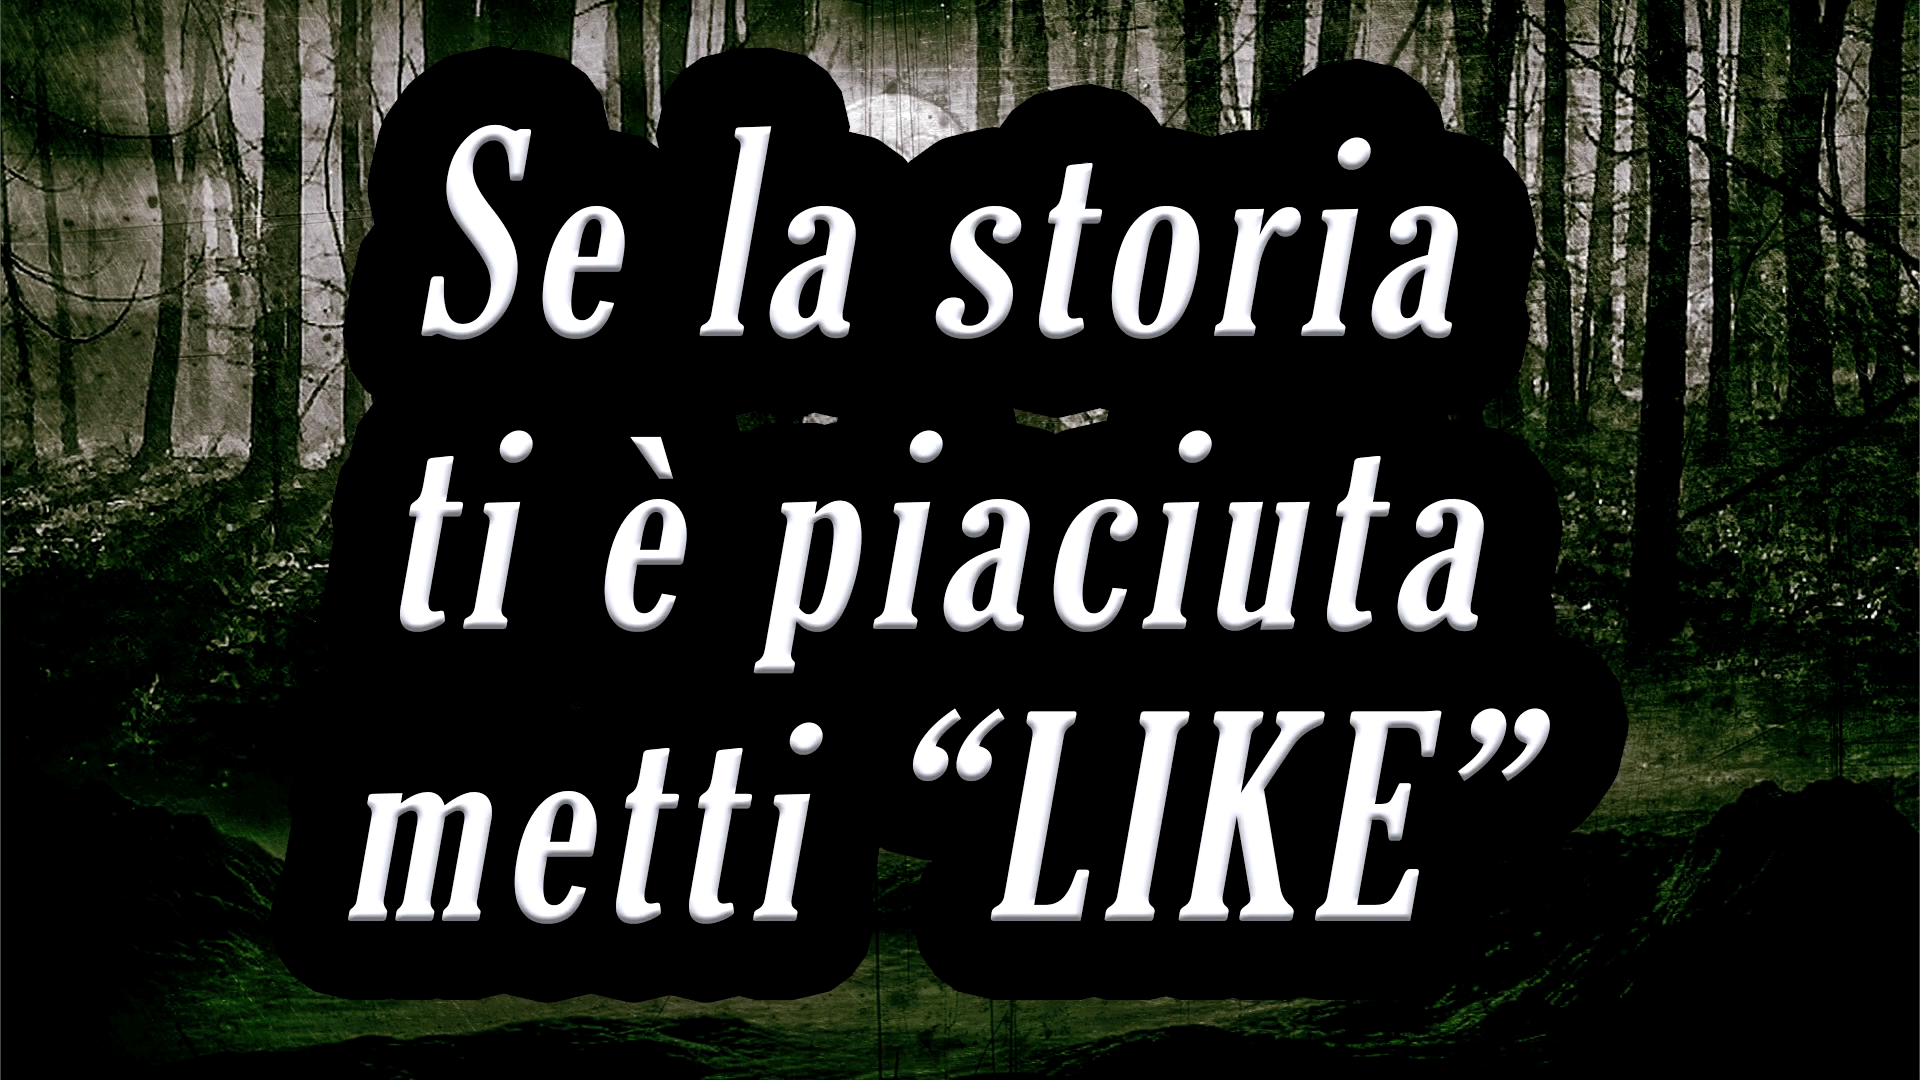 Se la storia
ti è piaciuta
metti “LIKE”